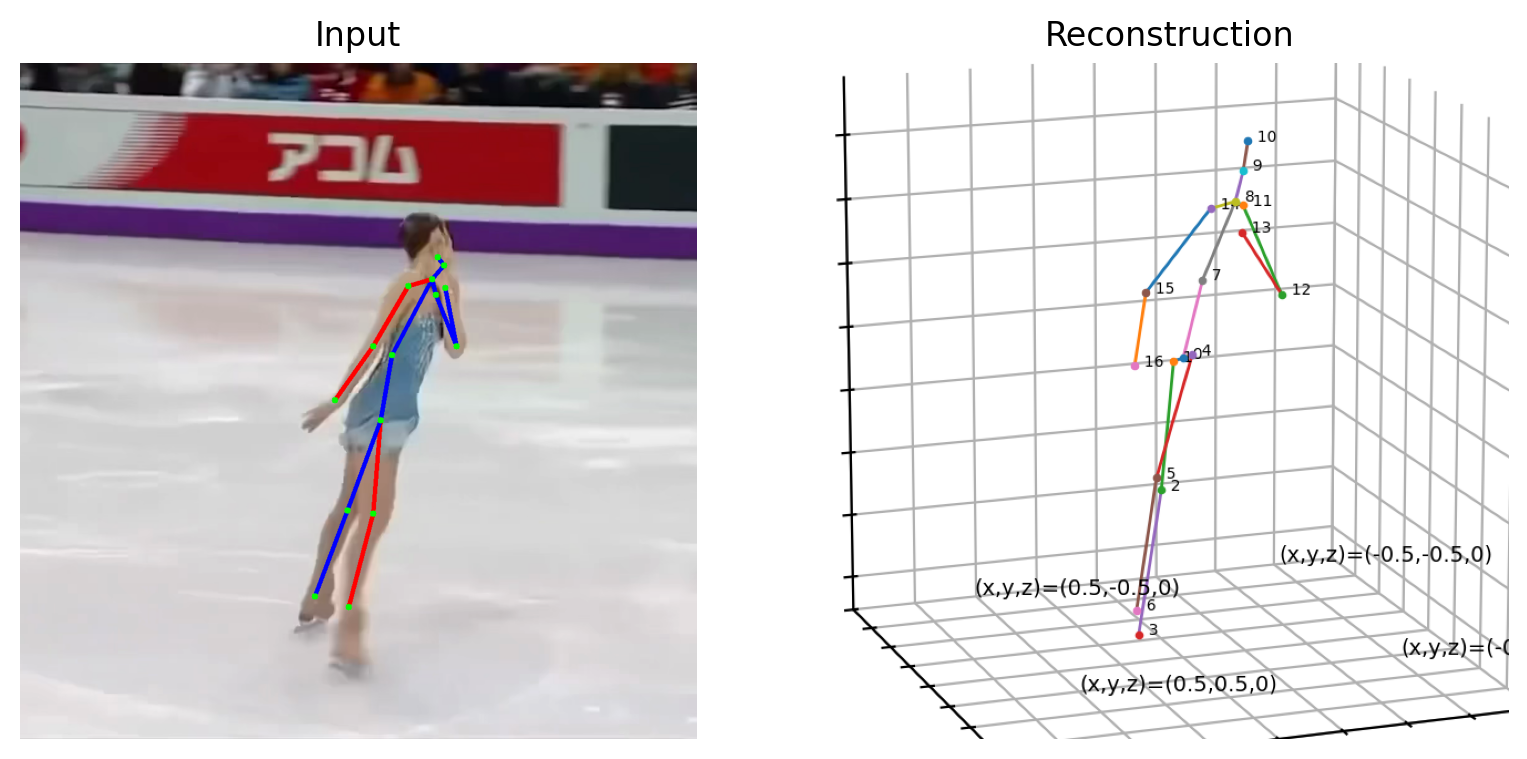 Input
Reconstruction
アコム
10
9
8
11
13
7
15
12
16
0
4
5
2
6
3
(x,y,z)=(-0.5,-0.5,0)
(x,y,z)=(0.5,-0.5,0)
(x,y,z)=(0.5,0.5,0)